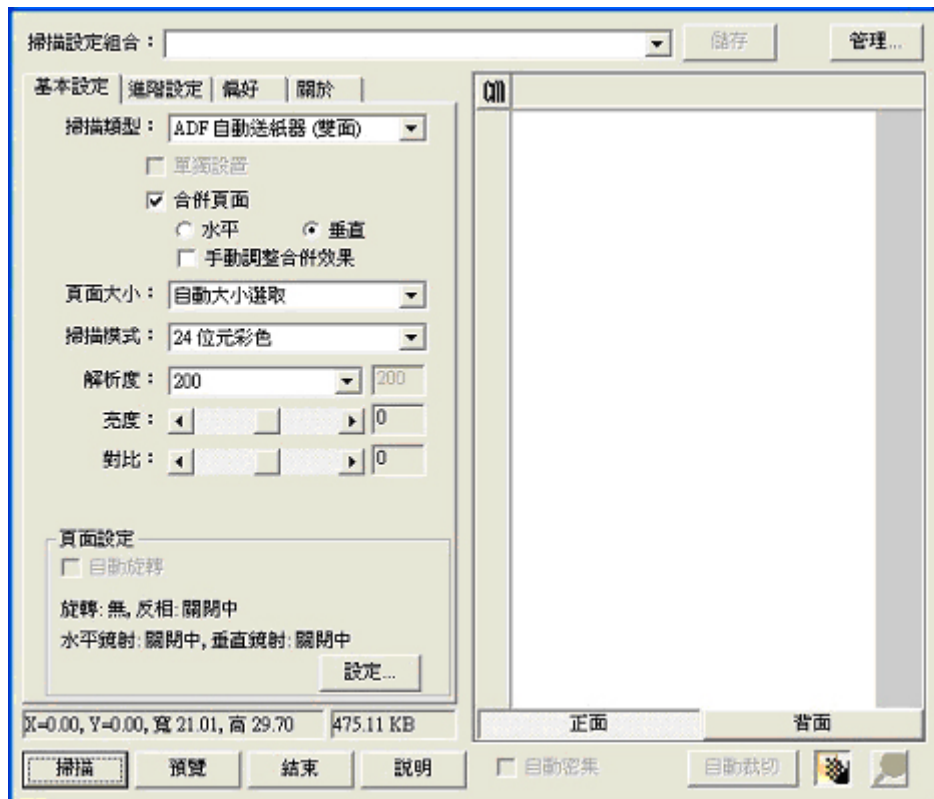 掃描設定組合：
儲存
管理...
基本設定
進階設定
偏好
關於
cm
掃描類型：
ADF 自動送紙器 (雙面)
單獨設置
合併頁面
水平
垂直
手動調整合併效果
頁面大小：
自動大小選取
掃描模式：
24 位元彩色
解析度：
200
200
亮度：
0
對比：
0
頁面設定
自動旋轉
旋轉: 無, 反相: 關閉中
水平鏡射: 關閉中, 垂直鏡射: 關閉中
設定...
X=0.00, Y=0.00, 寬 21.01, 高 29.70
475.11 KB
正面
背面
掃描
預覽
結束
說明
自動密集
自動裁切